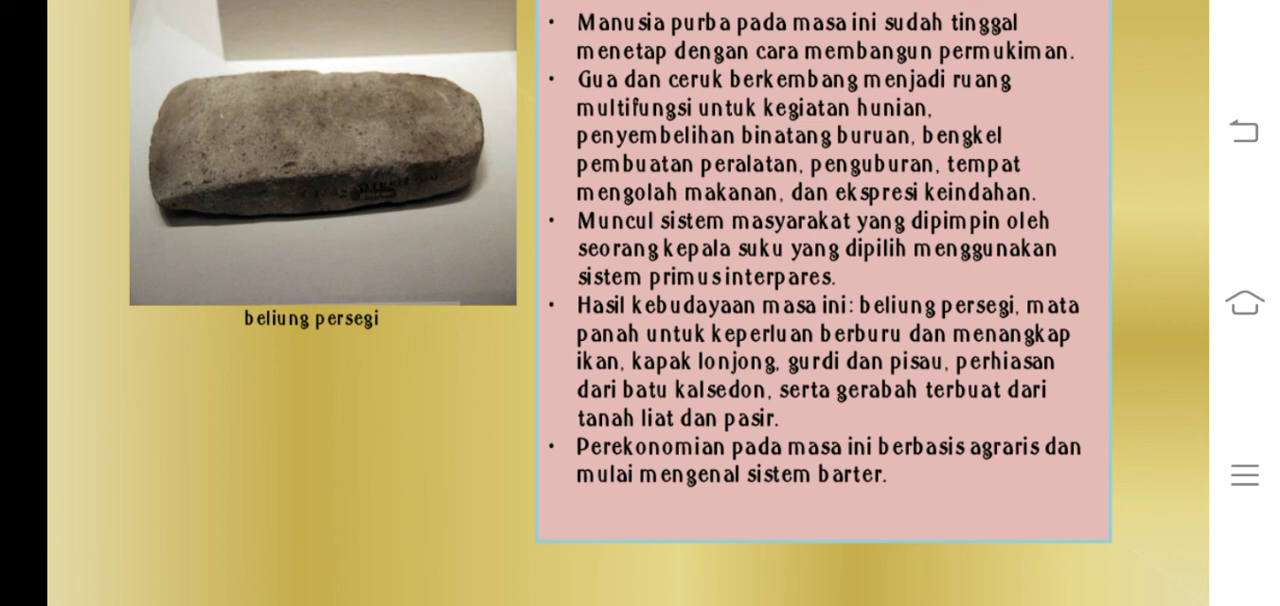 • Manusia purba pada masa ini sudah tinggal
menetap dengan cara membangun permukiman.
• Gua dan ceruk berkembang menjadi ruang
multifungsi untuk kegiatan hunian,
penyembelihan binatang buruan, bengkel
pembuatan peralatan, penguburan, tempat
mengolah makanan, dan ekspresi keindahan.
• Muncul sistem masyarakat yang dipimpin oleh
seorang kepala suku yang dipilih menggunakan
sistem primus interpares.
• Hasil kebudayaan masa ini: beliung persegi, mata
panah untuk keperluan berburu dan menangkap
ikan, kapak lonjong, gurdi dan pisau, perhiasan
dari batu kalsedon, serta gerabah terbuat dari
tanah liat dan pasir.
• Perekonomian pada masa ini berbasis agraris dan
mulai mengenal sistem barter.
beliung persegi